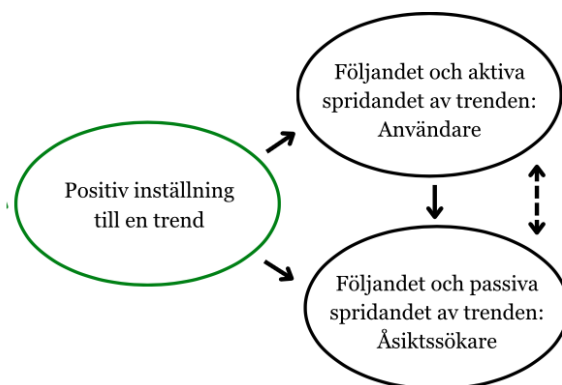 Följandet och aktiva
spridandet av trenden:
Användare
Positiv inställning
till en trend
Följandet och passiva
spridandet av trenden:
Åsiktssökare